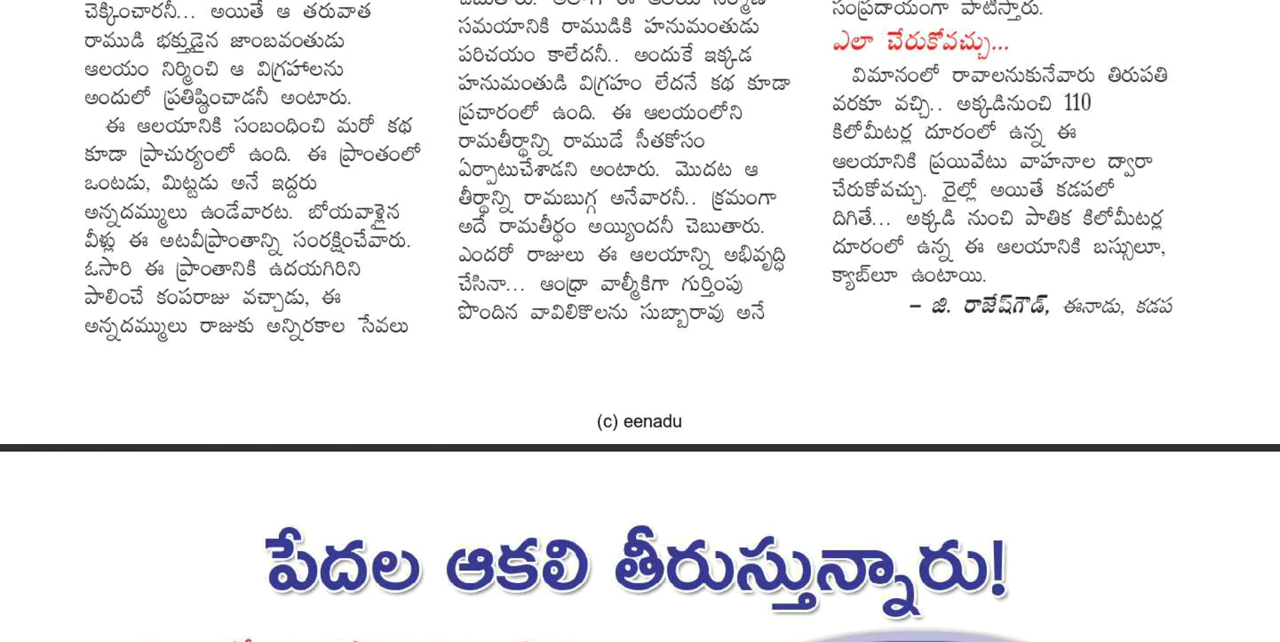 చెక్కించారనీ... అయితే ఆ తరువాత
రాముడి భక్తుడైన జాంబవంతుడు
ఆలయం నిర్మించి ఆ విగ్రహాలను
అందులో ప్రతిష్ఠించాడనీ అంటారు.
ఈ ఆలయానికి సంబంధించి మరో కథ
కూడా ప్రాచుర్యంలో ఉంది. ఈ ప్రాంతంలో
ఒంటడు, మిట్టడు అనే ఇద్దరు
అన్నదమ్ములు ఉండేవారట. బోయవాళ్లైన
వీళ్లు ఈ అటవీప్రాంతాన్ని సంరక్షించేవారు.
ఓసారి ఈ ప్రాంతానికి ఉదయగిరిని
పాలించే కంపరాజు వచ్చాడు, ఈ
అన్నదమ్ములు రాజుకు అన్నిరకాల సేవలు
సమయానికి రాముడికి హనుమంతుడు
పరిచయం కాలేదనీ.. అందుకే ఇక్కడ
హనుమంతుడి విగ్రహం లేదనే కథ కూడా
ప్రచారంలో ఉంది. ఈ ఆలయంలోని
రామతీర్థాన్ని రాముడే సీతకోసం
ఏర్పాటుచేశాడని అంటారు. మొదట ఆ
తీర్థాన్ని రామబుగ్గ అనేవారనీ.. క్రమంగా
అదే రామతీర్థం అయ్యిందనీ చెబుతారు.
ఎందరో రాజులు ఈ ఆలయాన్ని అభివృద్ధి
చేసినా... ఆంధ్రా వాల్మీకిగా గుర్తింపు
పొందిన వావిలికొలను సుబ్బారావు అనే
సంప్రదాయంగా పాటిస్తారు.
ఎలా చేరుకోవచ్చు...
విమానంలో రావాలనుకునేవారు తిరుపతి
వరకూ వచ్చి.. అక్కడినుంచి 110
కిలోమీటర్ల దూరంలో ఉన్న ఈ
ఆలయానికి ప్రయివేటు వాహనాల ద్వారా
చేరుకోవచ్చు. రైల్లో అయితే కడపలో
దిగితే... అక్కడి నుంచి పాతిక కిలోమీటర్ల
దూరంలో ఉన్న ఈ ఆలయానికి బస్సులూ,
క్యాబ్‌లూ ఉంటాయి.
– జి. రాజేష్‌గౌడ్, ఈనాడు, కడప
(c) eenadu
పేదల ఆకలి తీరుస్తున్నారు!